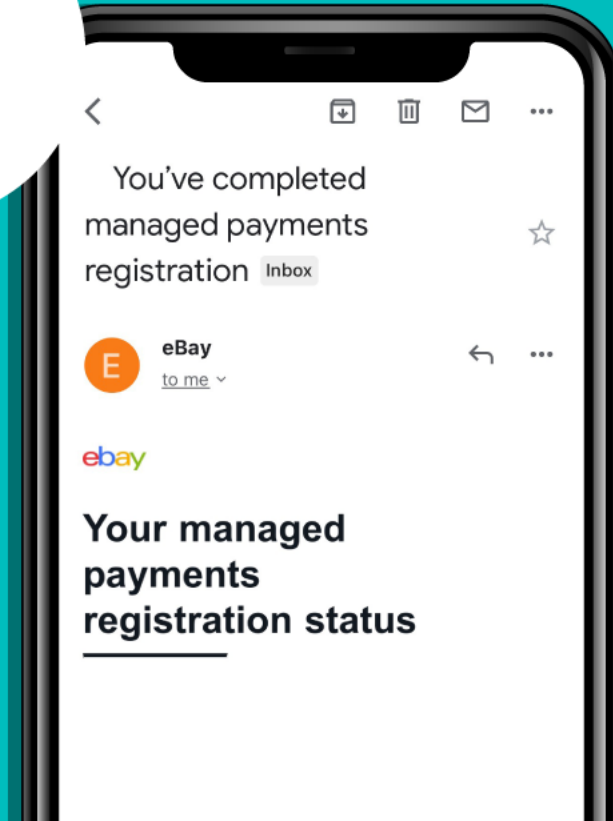 You've completed
managed payments
registration Inbox
E
eBay
to me
ebay
Your managed
payments
registration status